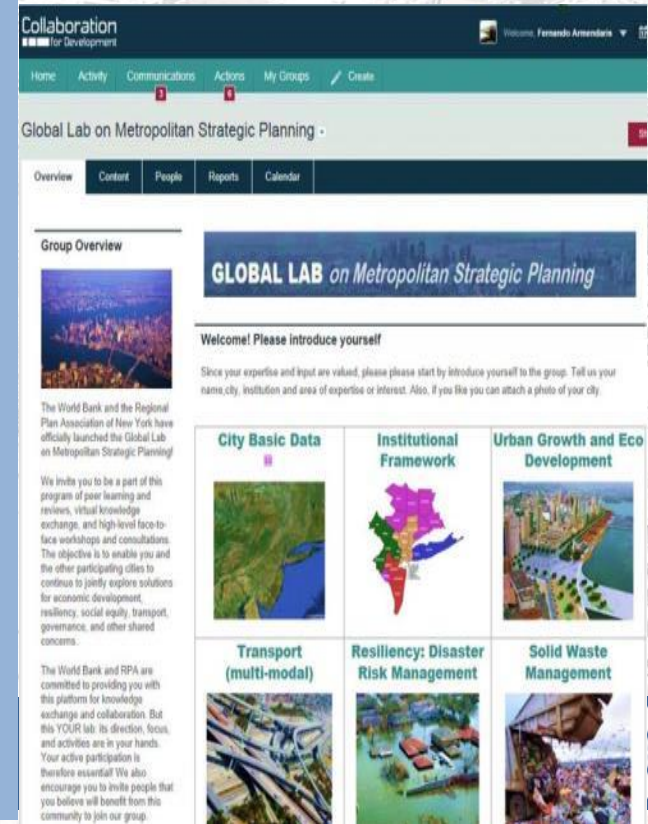 Collaboration
for Development
Welcome, Fernando Armendaris
Home Activity Communications Actions My Groups Create
3 6
Global Lab on Metropolitan Strategic Planning
Overview Content People Reports Calendar
Group Overview
The World Bank and the Regional
Plan Association of New York have
officially launched the Global Lab
on Metropolitan Strategic Planning!
We invite you to be a part of this
program of peer learning and
reviews, virtual knowledge
exchange, and high-level face-to-
face workshops and consultations.
The objective is to enable you and
the other participating cities to
continue to jointly explore solutions
for economic development,
resiliency, social equity, transport,
governance, and other shared
concerns.
The World Bank and RPA are
committed to providing you with
this platform for knowledge
exchange and collaboration. But
this YOUR lab: its direction, focus,
and activities are in your hands.
Your active participation is
therefore essential! We also
encourage you to invite people that
you believe will benefit from this
community to join our group.
GLOBAL LAB on Metropolitan Strategic Planning
Welcome! Please introduce yourself
Since your expertise and input are valued, please please start by introduce yourself to the group. Tell us your
name,city, institution and area of expertise or interest. Also, if you like you can attach a photo of your city.
City Basic Data
Institutional
Framework
Urban Growth and Eco
Development
Transport
(multi-modal)
Resiliency: Disaster
Risk Management
Solid Waste
Management